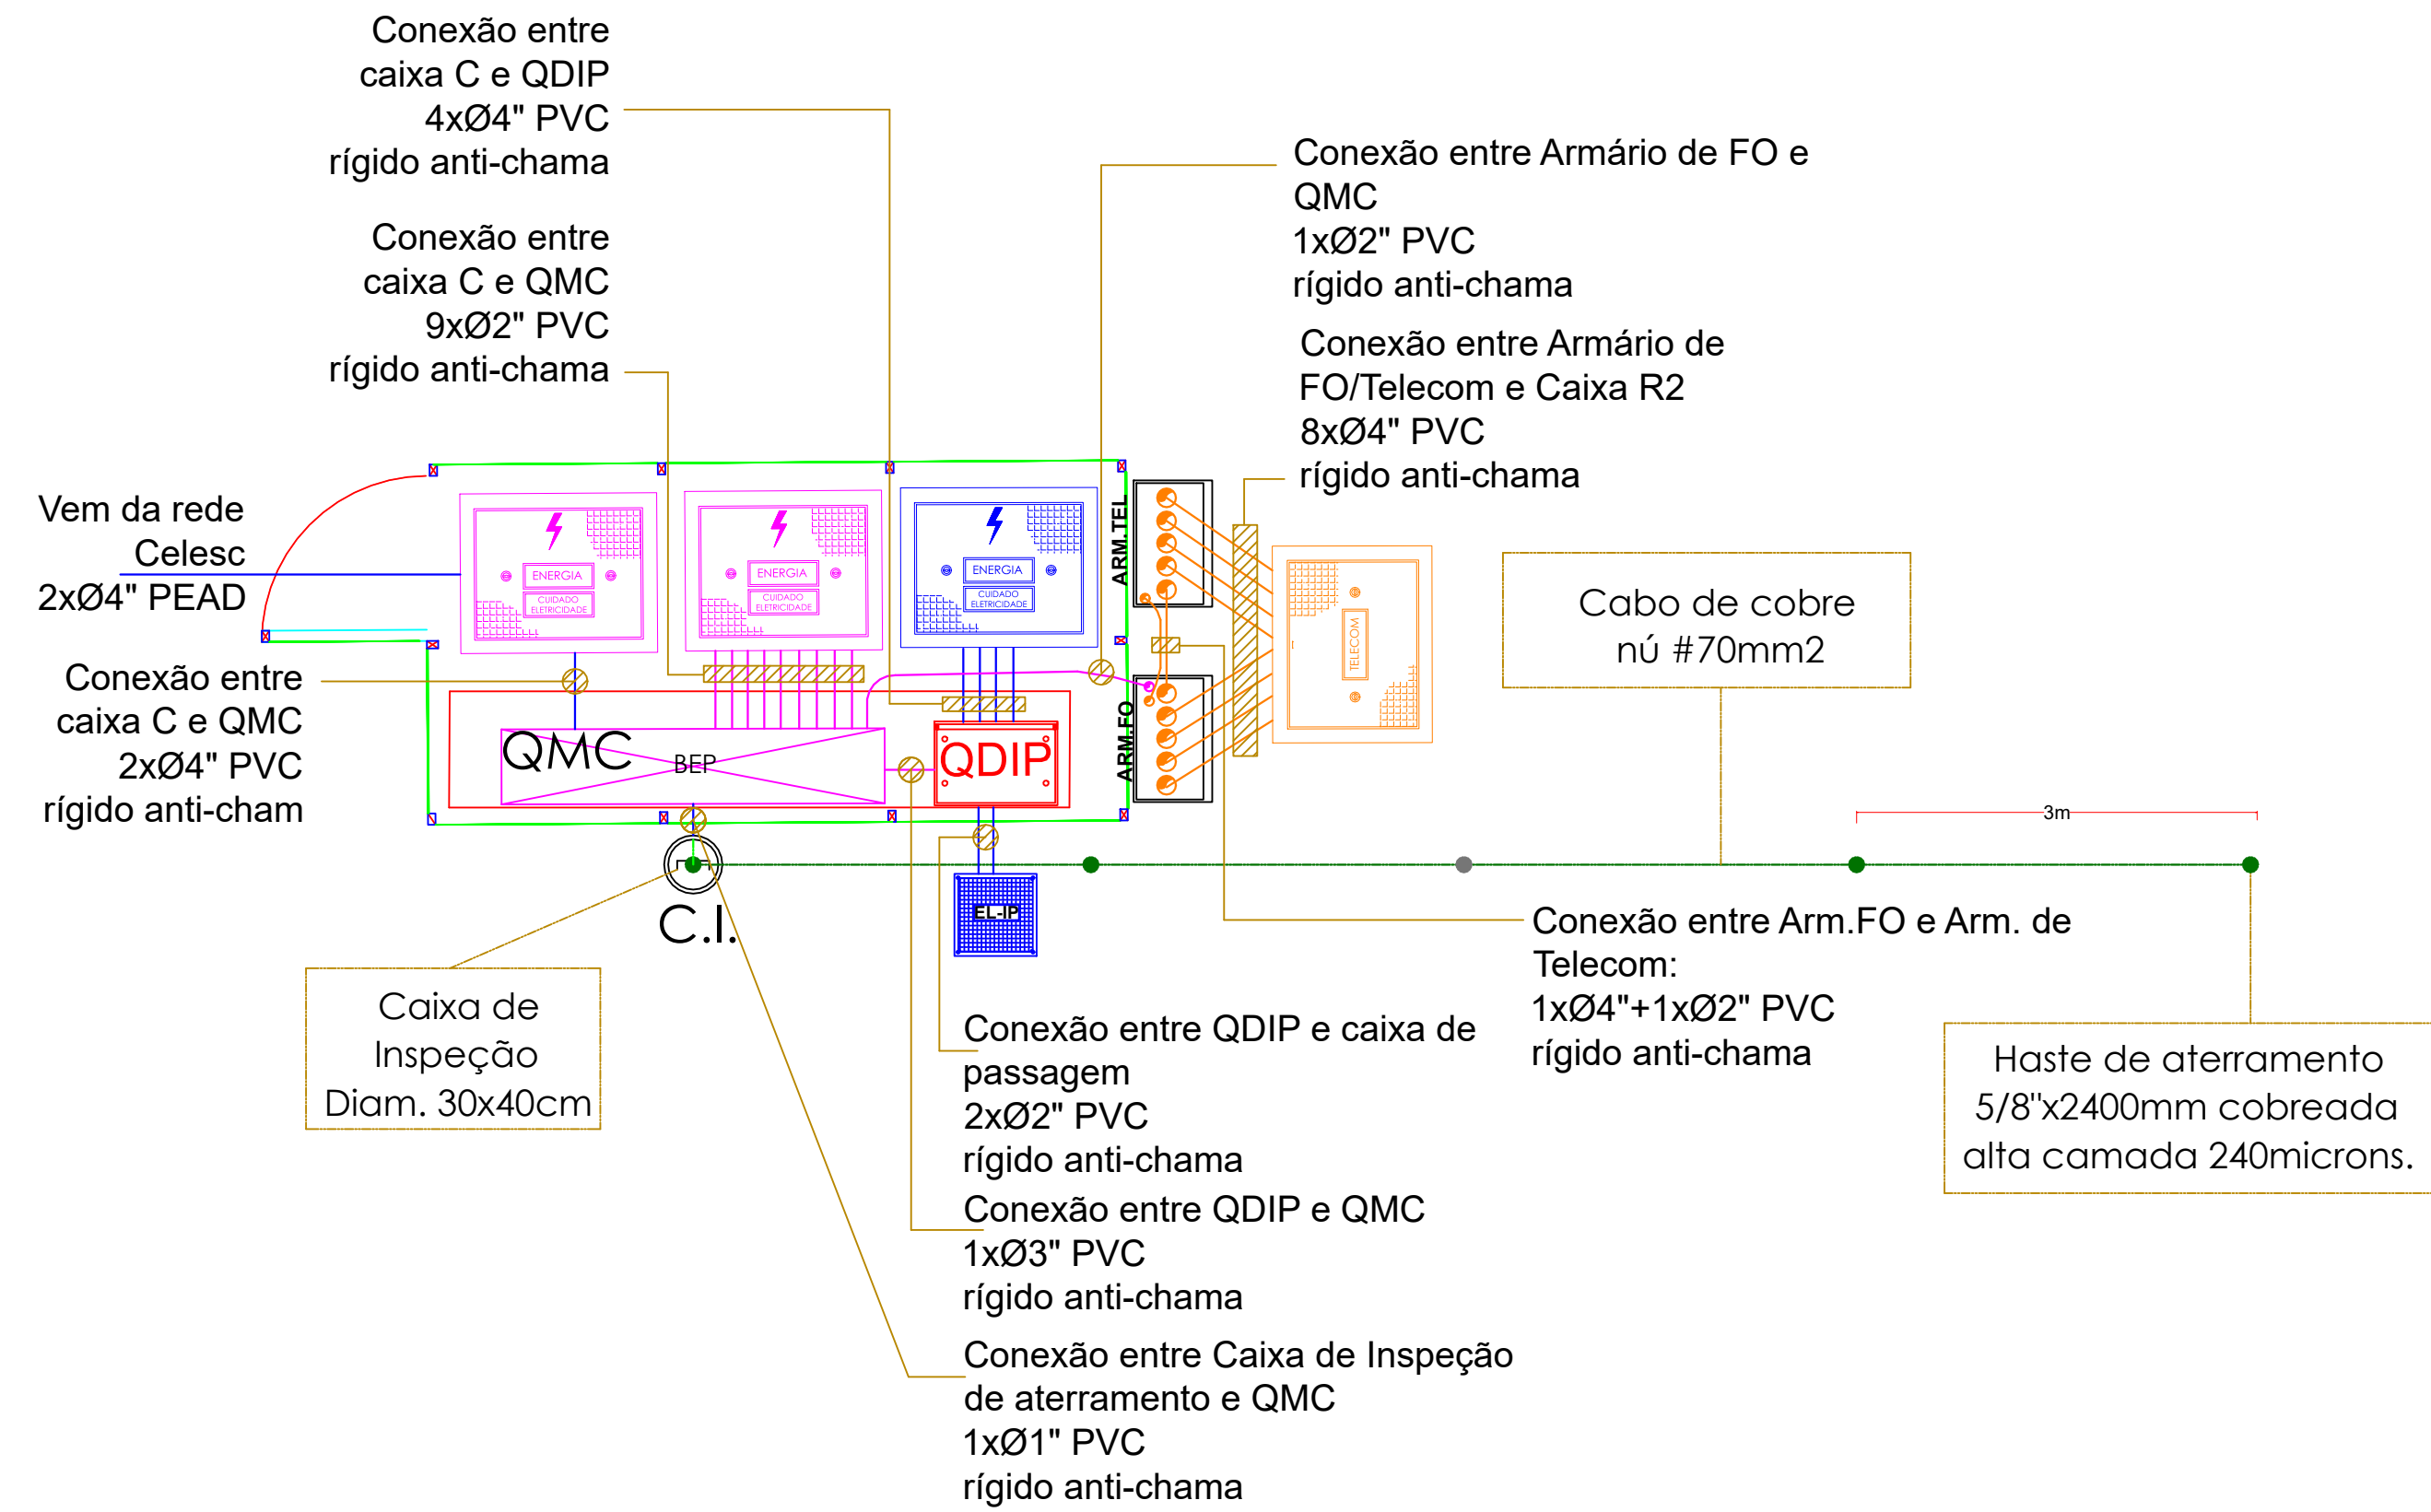 Conexão entre
caixa C e QDIP
4xØ4" PVC
rígido anti-chama
Conexão entre
caixa C e QMC
9xØ2" PVC
rígido anti-chama
Conexão entre Armário de FO e
QMC
1xØ2" PVC
rígido anti-chama
Conexão entre Armário de
FO/Telecom e Caixa R2
8xØ4" PVC
rígido anti-chama
Vem da rede
Celesc
2xØ4" PEAD
Conexão entre
caixa C e QMC
2xØ4" PVC
rígido anti-cham
ENERGIA
CUIDADO
ELETRICIDADE
ENERGIA
CUIDADO
ELETRICIDADE
ENERGIA
CUIDADO
ELETRICIDADE
ARM.TEL
ARM.FO
TELECOM
QMC
BEP
QDIP
Cabo de cobre
nú #70mm2
3m
C.I.
EL-IP
Caixa de
Inspeção
Diam. 30x40cm
Conexão entre Arm.FO e Arm. de
Telecom:
1xØ4"+1xØ2" PVC
rígido anti-chama
Haste de aterramento
5/8"x2400mm cobreada
alta camada 240microns.
Conexão entre QDIP e caixa de
passagem
2xØ2" PVC
rígido anti-chama
Conexão entre QDIP e QMC
1xØ3" PVC
rígido anti-chama
Conexão entre Caixa de Inspeção
de aterramento e QMC
1xØ1" PVC
rígido anti-chama